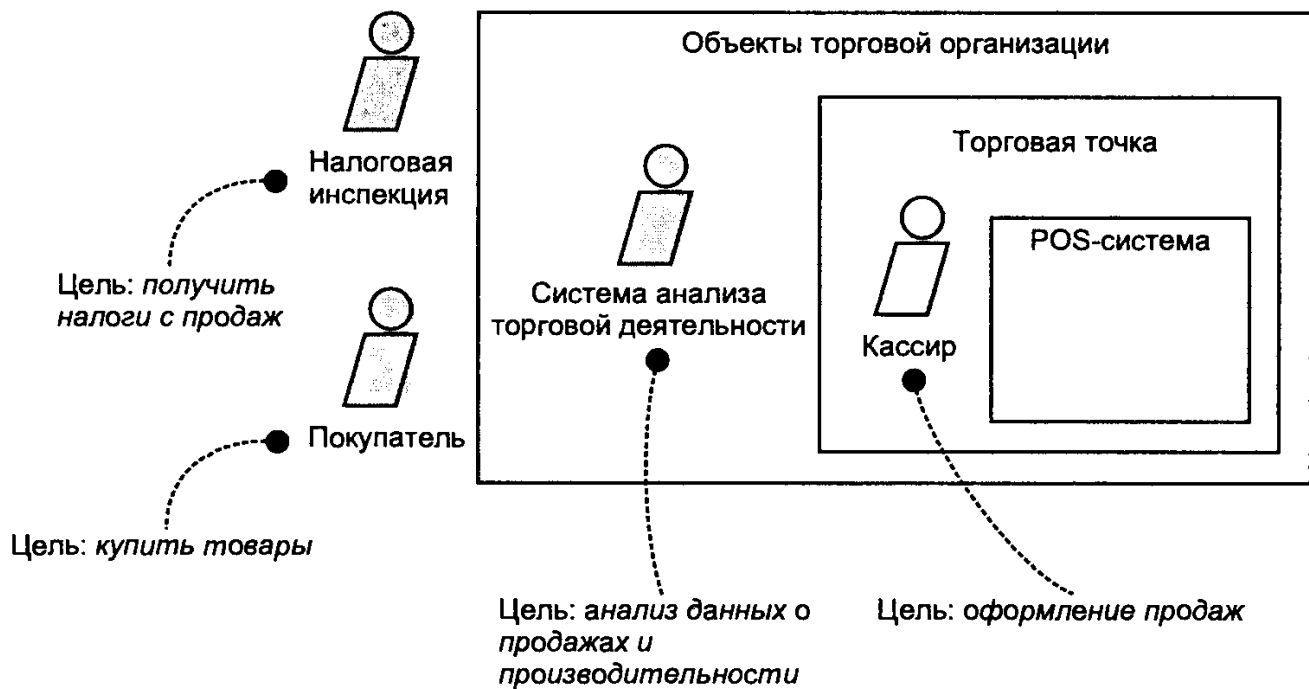 Объекты торговой организации
Торговая точка
Налоговая
инспекция
POS-система
Цель: получить
налоги с продаж
Система анализа
торговой деятельности
Кассир
Покупатель
Цель: купить товары
Цель: анализ данных о
продажах и
производительности
Цель: оформление продаж